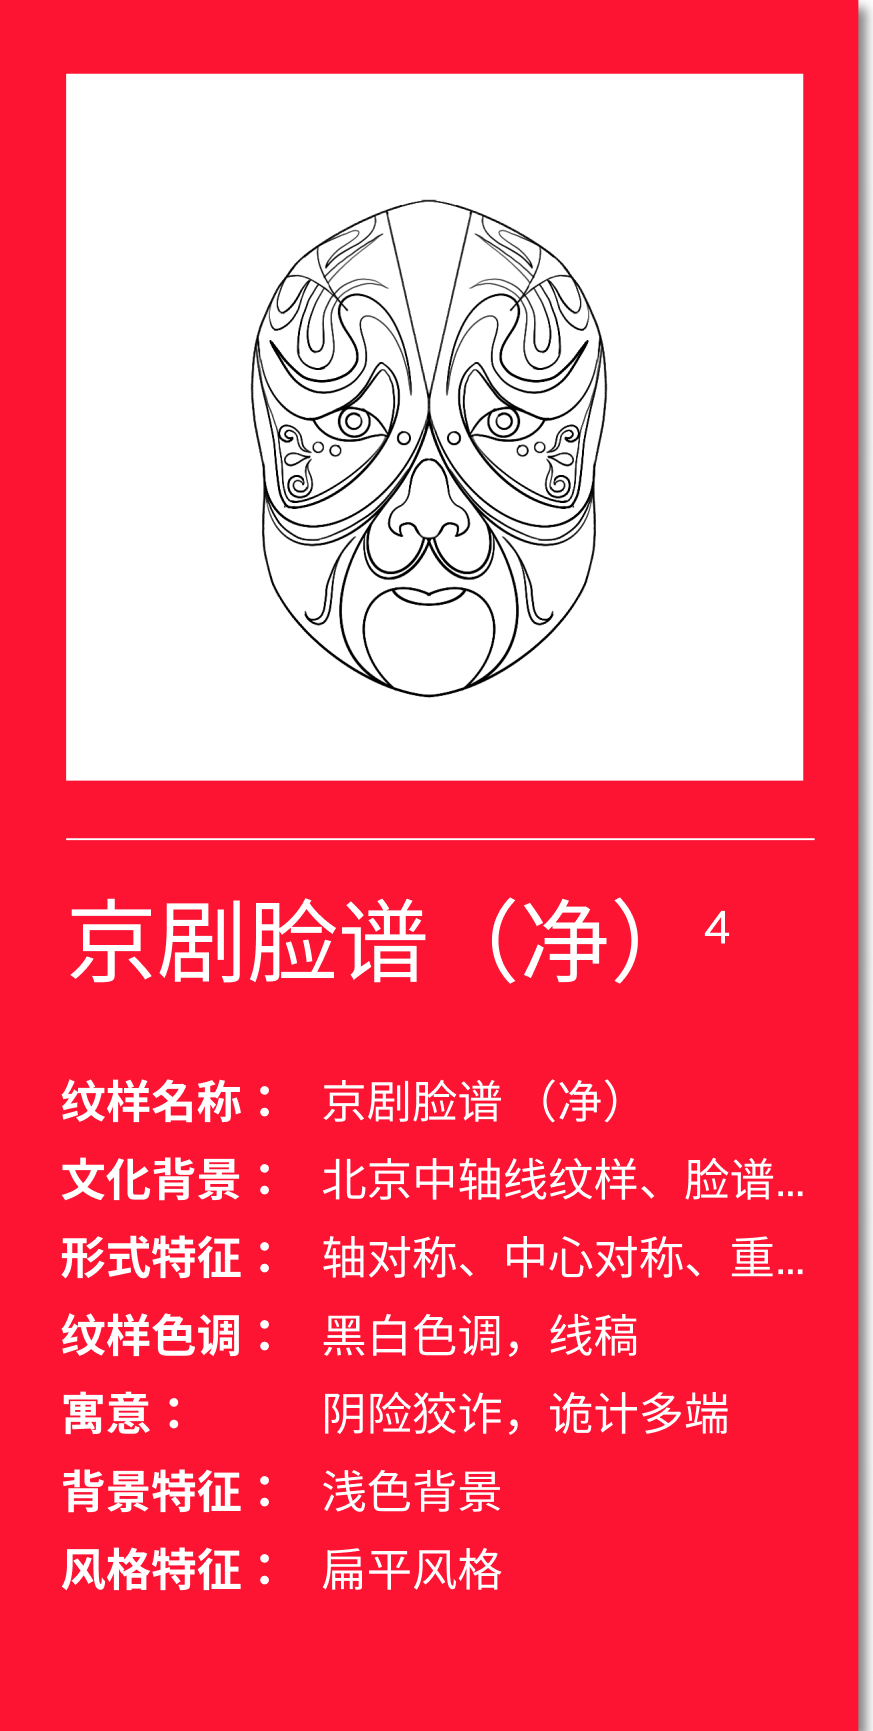 京剧脸谱（净） 4
纹样名称： 京剧脸谱 （净）
文化背景： 北京中轴线纹样、脸谱...
形式特征： 轴对称、中心对称、重...
纹样色调： 黑白色调，线稿
寓意： 阴险狡诈，诡计多端
背景特征： 浅色背景
风格特征： 扁平风格